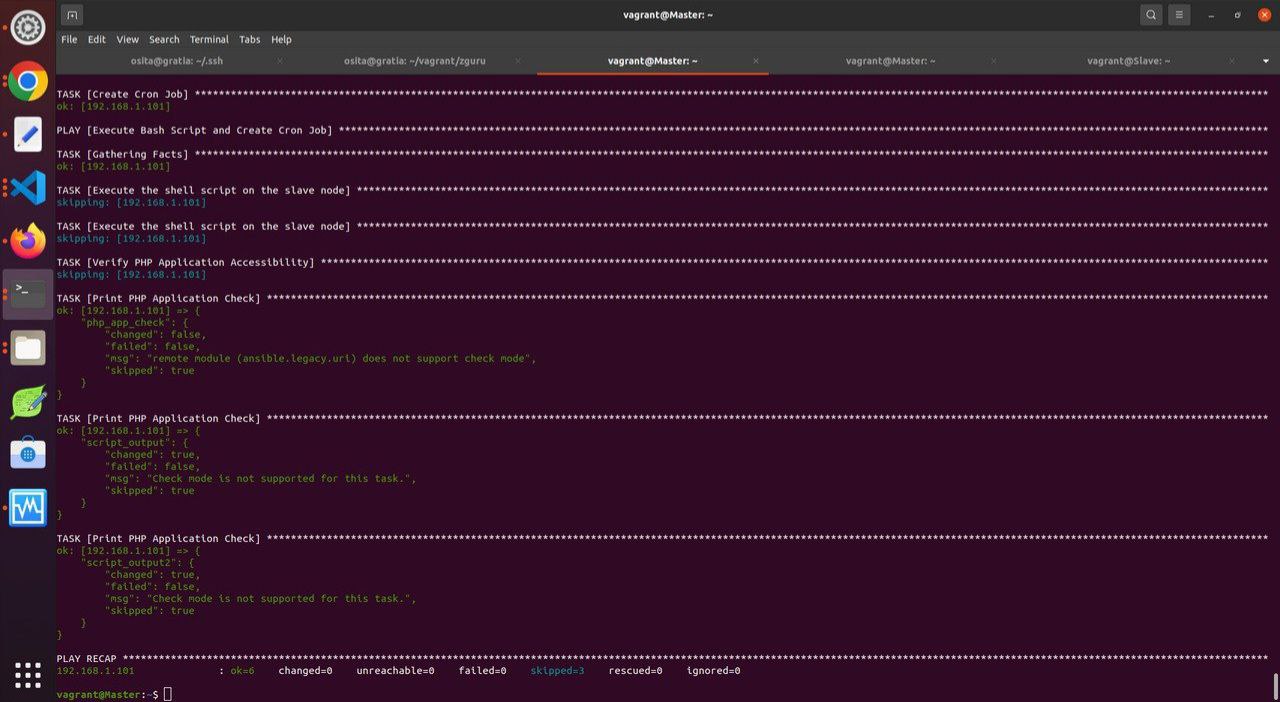 vagrant@Master: ~
File Edit View Search Terminal Tabs Help
osita@gratia: ~/.ssh × osita@gratia: ~/vagrant/zguru × vagrant@Master: ~ × vagrant@Master: ~ × vagrant@Slave: ~ ×
TASK [Create Cron Job] ***********************************************************************************************************************************************************************************
ok: [192.168.1.101]
PLAY [Execute Bash Script and Create Cron Job] ***********************************************************************************************************************************************************
TASK [Gathering Facts] ***********************************************************************************************************************************************************************************
ok: [192.168.1.101]
TASK [Execute the shell script on the slave node] ********************************************************************************************************************************************************
skipping: [192.168.1.101]
TASK [Execute the shell script on the slave node] ********************************************************************************************************************************************************
skipping: [192.168.1.101]
TASK [Verify PHP Application Accessibility] **************************************************************************************************************************************************************
skipping: [192.168.1.101]
TASK [Print PHP Application Check] ***********************************************************************************************************************************************************************
ok: [192.168.1.101] => {
    "php_app_check": {
        "changed": false,
        "failed": false,
        "msg": "remote module (ansible.legacy.uri) does not support check mode",
        "skipped": true
    }
}
TASK [Print PHP Application Check] ***********************************************************************************************************************************************************************
ok: [192.168.1.101] => {
    "script_output": {
        "changed": true,
        "failed": false,
        "msg": "Check mode is not supported for this task.",
        "skipped": true
    }
}
TASK [Print PHP Application Check] ***********************************************************************************************************************************************************************
ok: [192.168.1.101] => {
    "script_output2": {
        "changed": true,
        "failed": false,
        "msg": "Check mode is not supported for this task.",
        "skipped": true
    }
}
PLAY RECAP ***********************************************************************************************************************************************************************************************
192.168.1.101              : ok=6    changed=0    unreachable=0    failed=0    skipped=3    rescued=0    ignored=0
vagrant@Master:~$